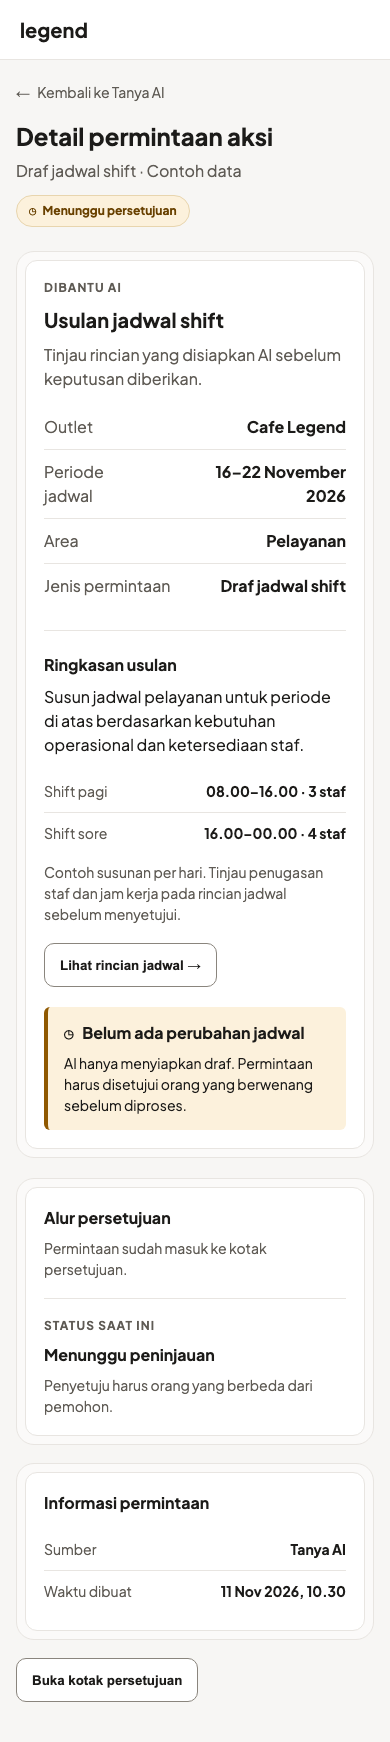 legend
← Kembali ke Tanya AI
Detail permintaan aksi
Draf jadwal shift · Contoh data
Menunggu persetujuan
DIBANTU AI
Usulan jadwal shift
Tinjau rincian yang disiapkan AI sebelum
keputusan diberikan.
Outlet Cafe Legend
Periode jadwal 16–22 November 2026
Area Pelayanan
Jenis permintaan Draf jadwal shift
Ringkasan usulan
Susun jadwal pelayanan untuk periode
di atas berdasarkan kebutuhan
operasional dan ketersediaan staf.
Shift pagi 08.00–16.00 · 3 staf
Shift sore 16.00–00.00 · 4 staf
Contoh susunan per hari. Tinjau penugasan
staf dan jam kerja pada rincian jadwal
sebelum menyetujui.
Lihat rincian jadwal →
Belum ada perubahan jadwal
AI hanya menyiapkan draf. Permintaan
harus disetujui orang yang berwenang
sebelum diproses.
Alur persetujuan
Permintaan sudah masuk ke kotak
persetujuan.
STATUS SAAT INI
Menunggu peninjauan
Penyetuju harus orang yang berbeda dari
pemohon.
Informasi permintaan
Sumber Tanya AI
Waktu dibuat 11 Nov 2026, 10.30
Buka kotak persetujuan